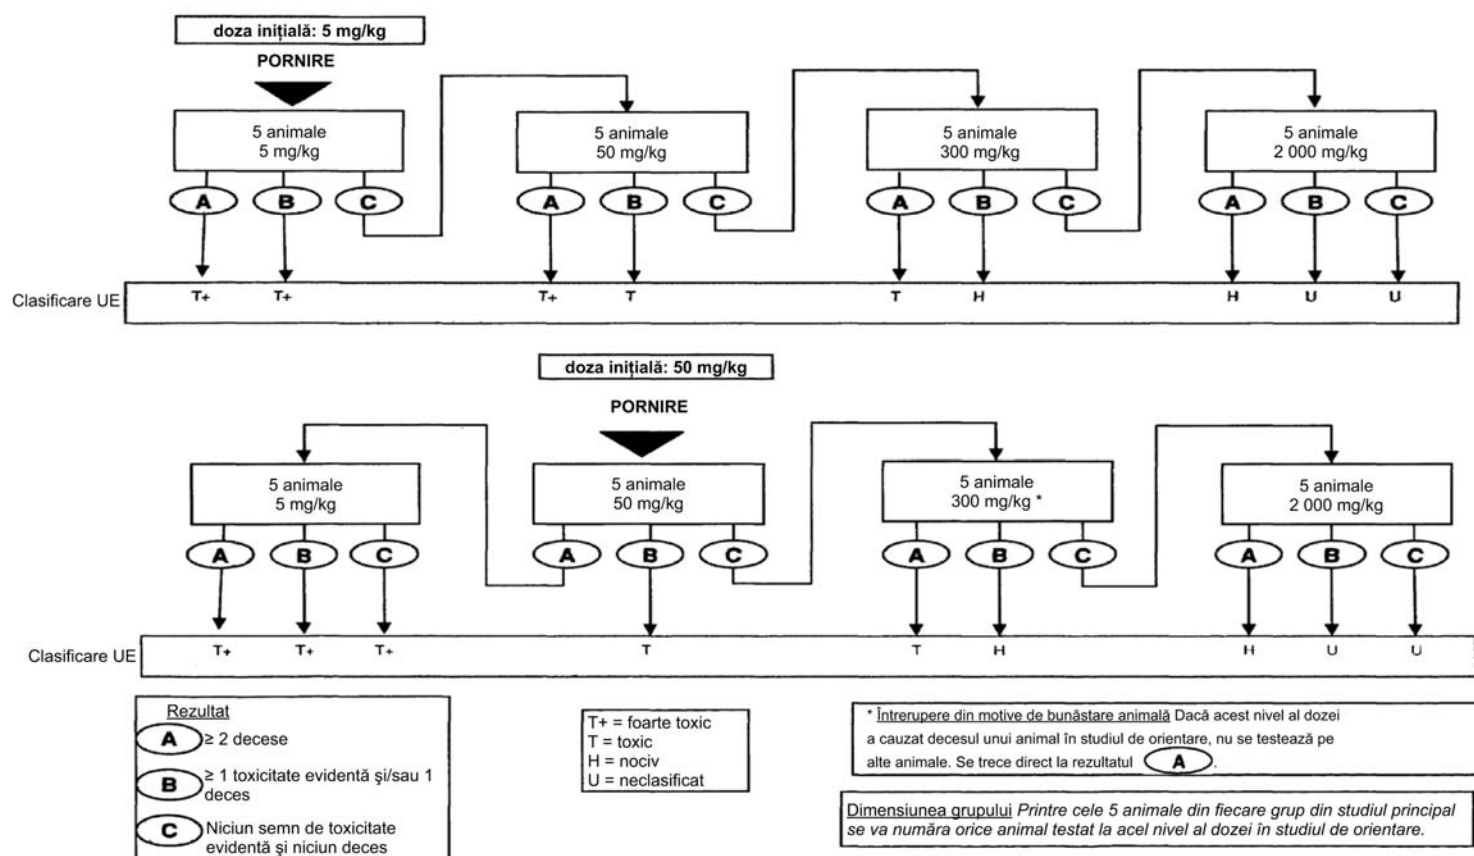 doza inițială: 5 mg/kg
PORNIRE
5 animale
5 mg/kg
5 animale
50 mg/kg
5 animale
300 mg/kg
5 animale
2 000 mg/kg
A B C A B C A B C A B C
Clasificare UE T+ T+ T+ T T H H U U
doza inițială: 50 mg/kg
PORNIRE
5 animale
5 mg/kg
5 animale
50 mg/kg
5 animale
300 mg/kg *
5 animale
2 000 mg/kg
A B C A B C A B C A B C
Clasificare UE T+ T+ T+ T T H H U U
Rezultat
A ≥ 2 decese
B ≥ 1 toxicitate evidentă şi/sau 1
deces
C Niciun semn de toxicitate
evidentă şi niciun deces
T+ = foarte toxic
T = toxic
H = nociv
U = neclasificat
* Întrerupere din motive de bunăstare animală Dacă acest nivel al dozei
a cauzat decesul unui animal în studiul de orientare, nu se testează pe
alte animale. Se trece direct la rezultatul A.
Dimensiunea grupului Printre cele 5 animale din fiecare grup din studiul principal
se va număra orice animal testat la acel nivel al dozei în studiul de orientare.